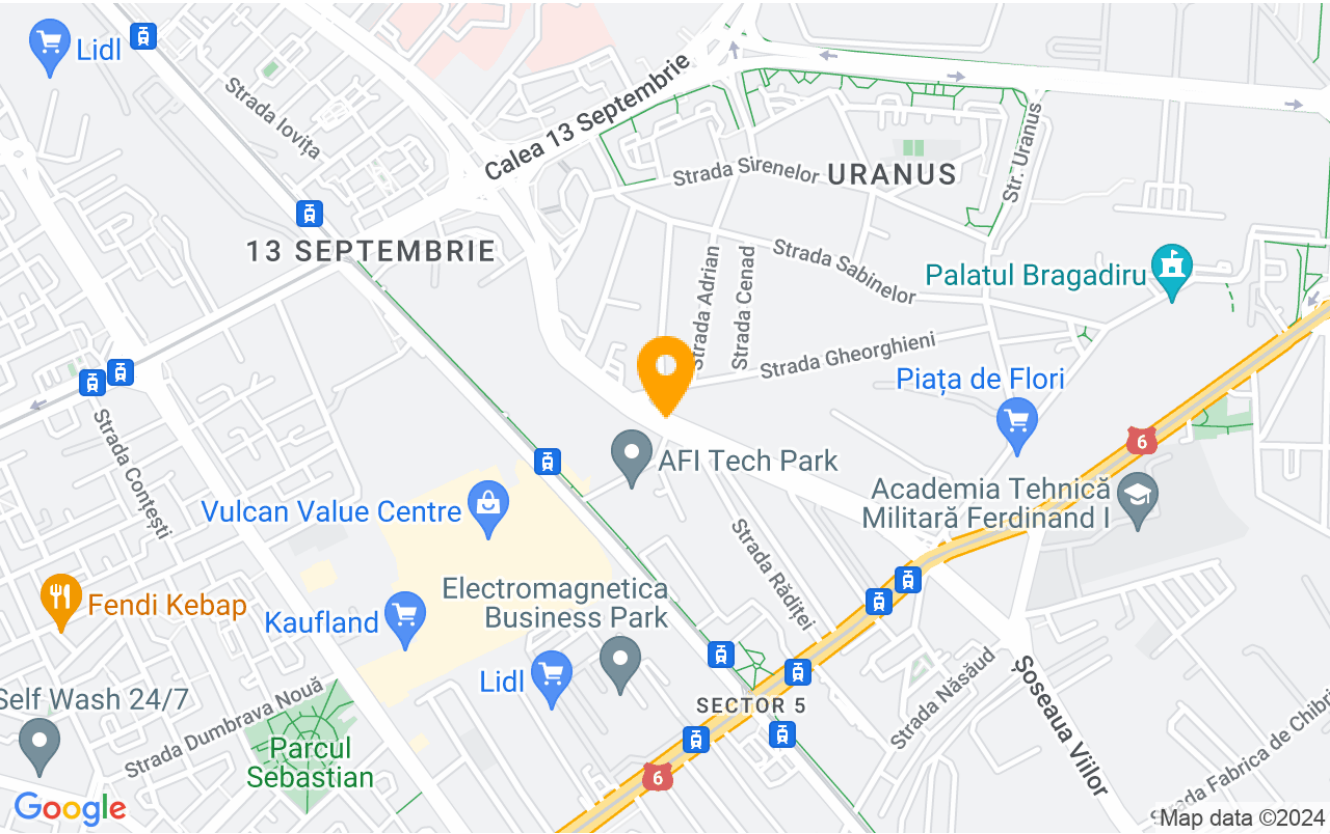 Lidl
Strada Iovița
Calea 13 Septembrie
Strada Sirenelor
URANUS
Str. Uranus
13 SEPTEMBRIE
Strada Adrian
Strada Cenad
Strada Sabinelor
Palatul Bragadiru
Strada Gheorghieni
Piața de Flori
6
Strada Conțești
AFI Tech Park
Vulcan Value Centre
Academia Tehnică
Militară Ferdinand I
Strada Rădiței
Fendi Kebap
Kaufland
Electromagnetica
Business Park
Lidl
SECTOR 5
Strada Năsăud
Șoseaua Viilor
Self Wash 24/7
Strada Dumbrava Nouă
Parcul
Sebastian
6
Strada Fabrica de Chibri
Google
Map data ©2024